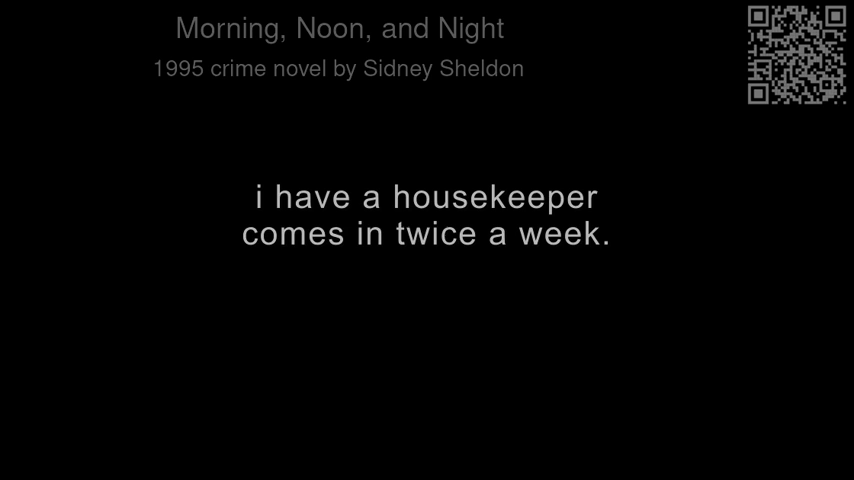 Morning, Noon, and Night
1995 crime novel by Sidney Sheldon
i have a housekeeper
comes in twice a week.